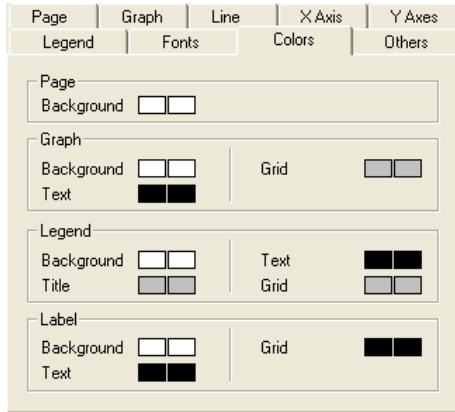 Page Graph Line X Axis Y Axes
Legend Fonts Colors Others
Page
Background
Graph
Background Grid
Text
Legend
Background Text
Title Grid
Label
Background Grid
Text